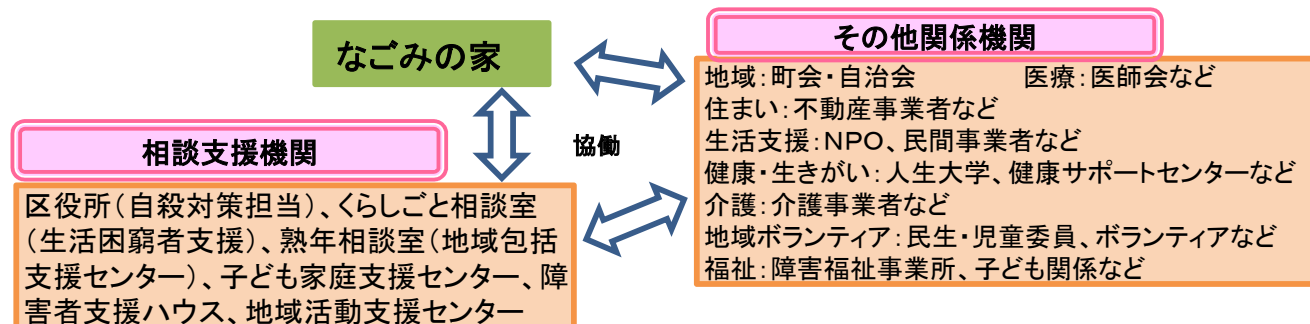 なごみの家
その他関係機関
地域：町会・自治会　　　　医療：医師会など
住まい：不動産事業者など
生活支援：NPO、民間事業者など
健康・生きがい：人生大学、健康サポートセンターなど
介護：介護事業者など
地域ボランティア：民生・児童委員、ボランティアなど
福祉：障害福祉事業所、子ども関係など
協働
相談支援機関
区役所（自殺対策担当）、くらしごと相談室
（生活困窮者支援）、熟年相談室（地域包括
支援センター）、子ども家庭支援センター、障
害者支援ハウス、地域活動支援センター